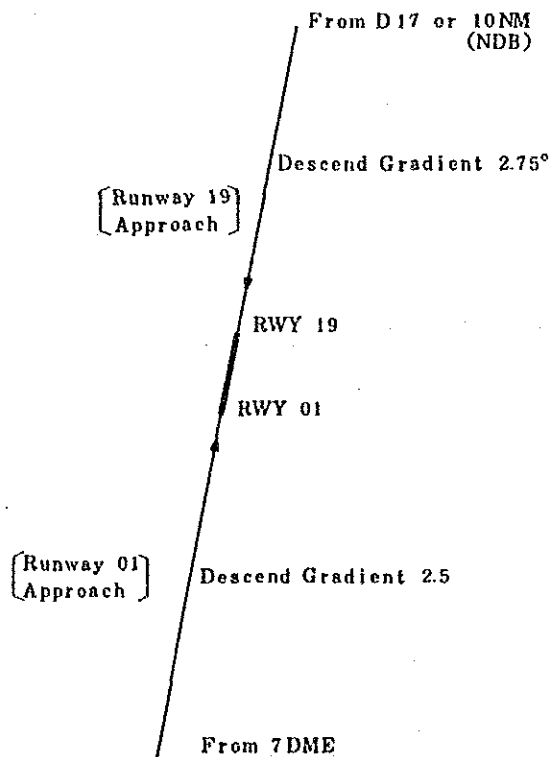 From D17 or 10NM
(NDB)
Descend Gradient 2.75°
[Runway 19
Approach]
RWY 19
RWY 01
[Runway 01
Approach]
Descend Gradient 2.5
From 7DME